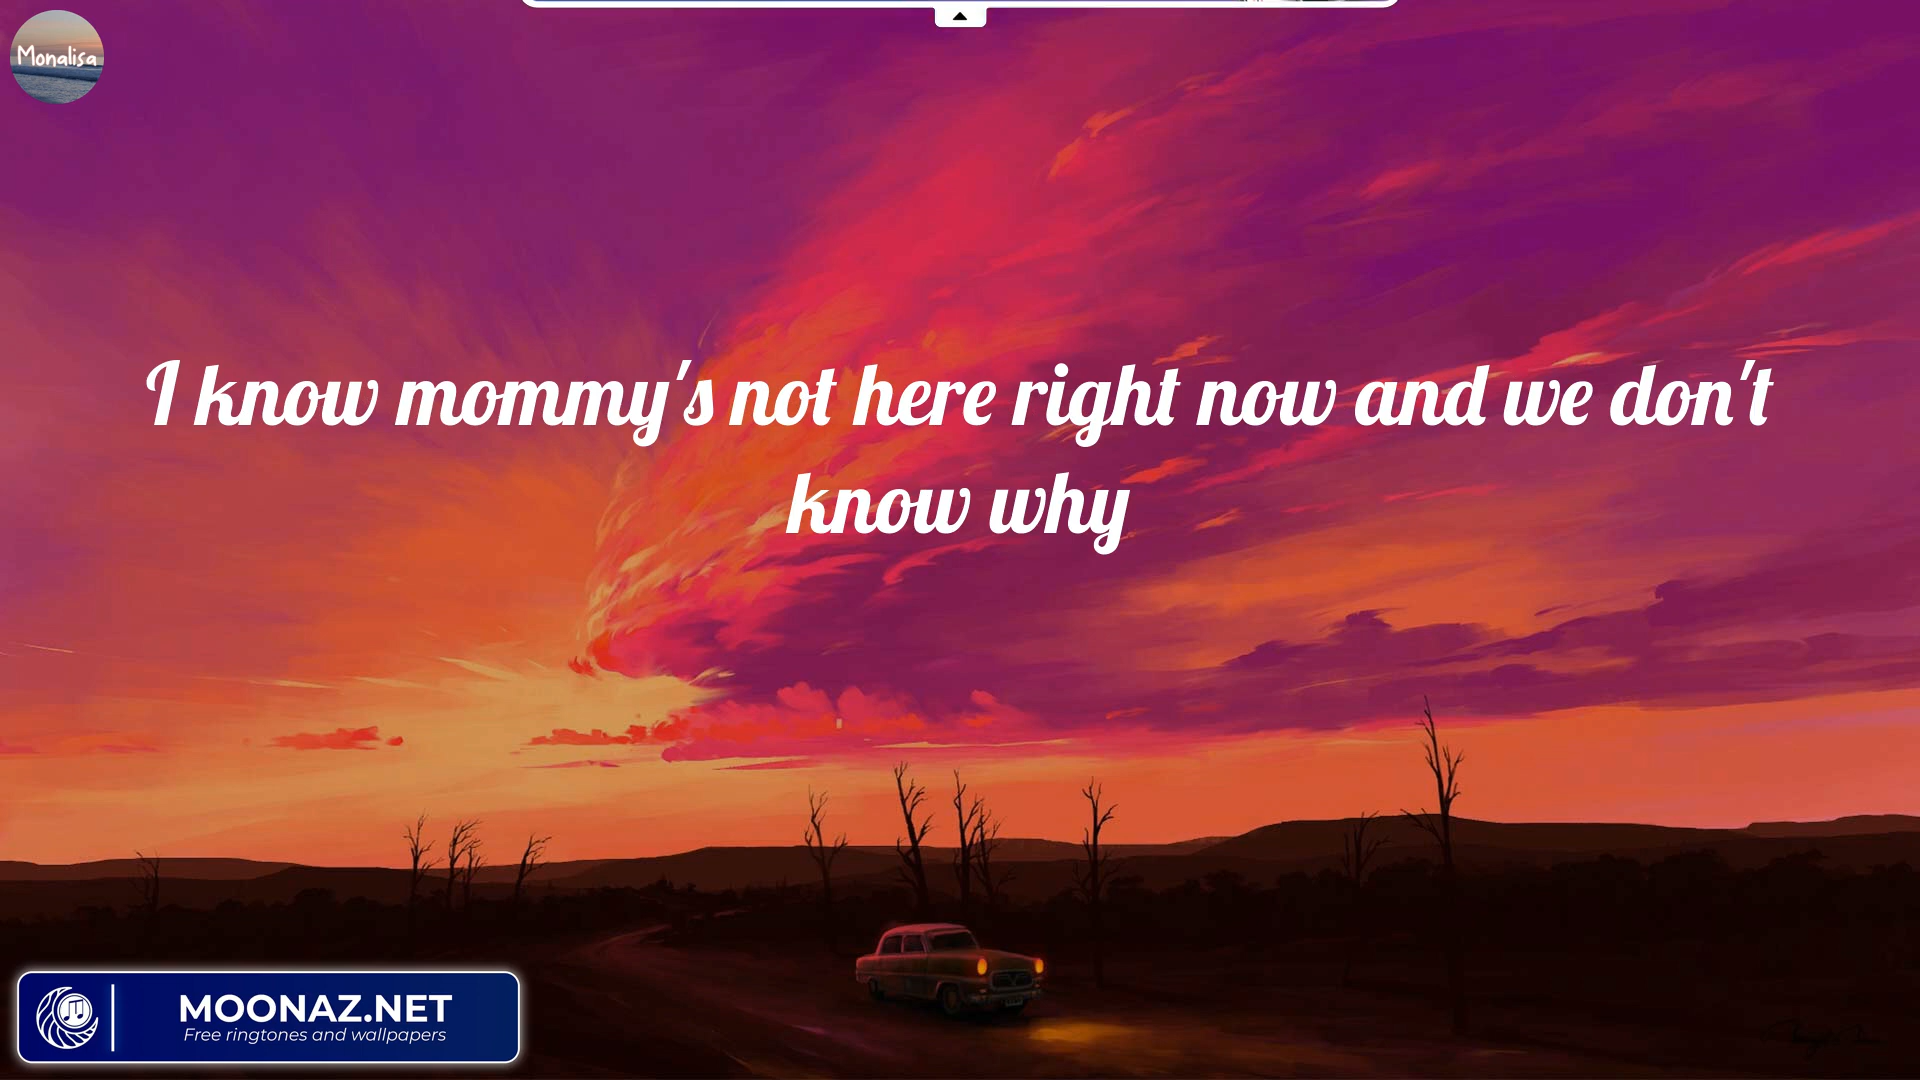 Monalisa
I know mommy's not here right now and we don't
know why
MOONAZ.NET
Free ringtones and wallpapers